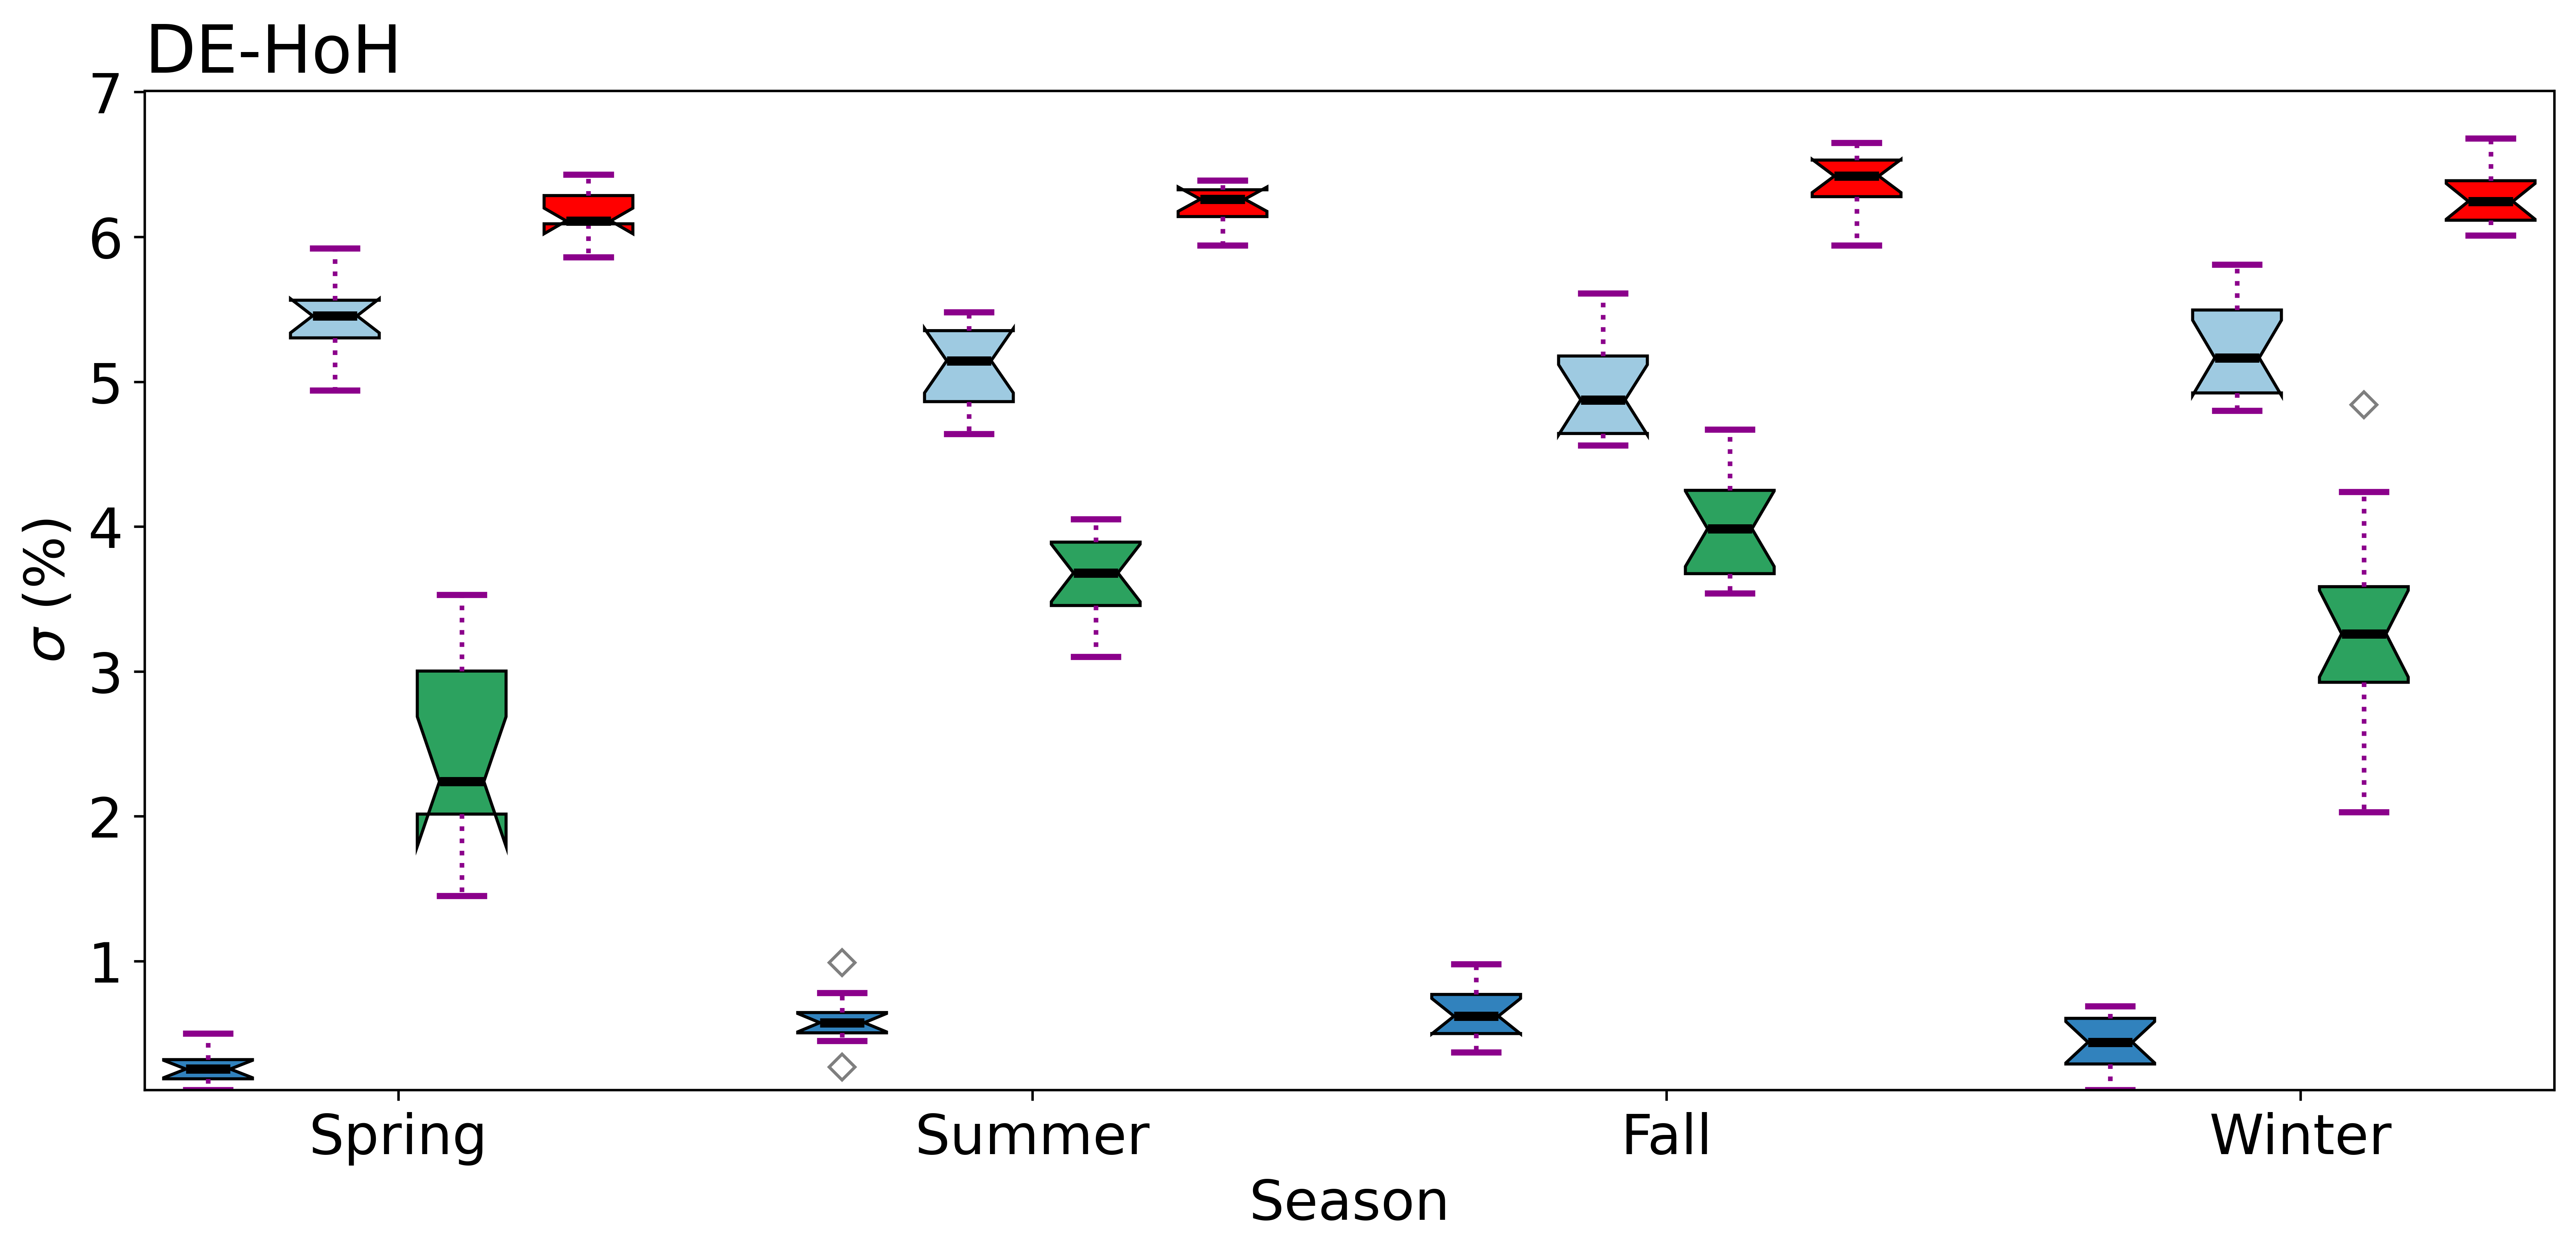 DE-HoH
7
6
5
4
3
2
1
σ (%)
Spring Summer Fall Winter
Season